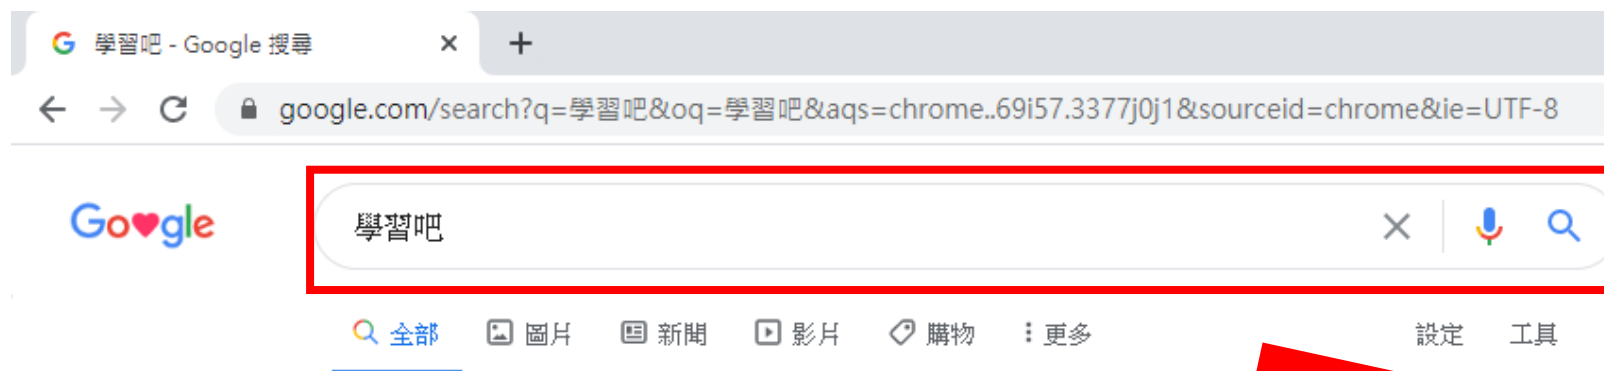 學習吧 - Google 搜尋
google.com/search?q=學習吧&oq=學習吧&aqs=chrome..69i57.3377j0j1&sourceid=chrome&ie=UTF-8
Go♥gle 學習吧
全部 圖片 新聞 影片 購物 更多 設定 工具